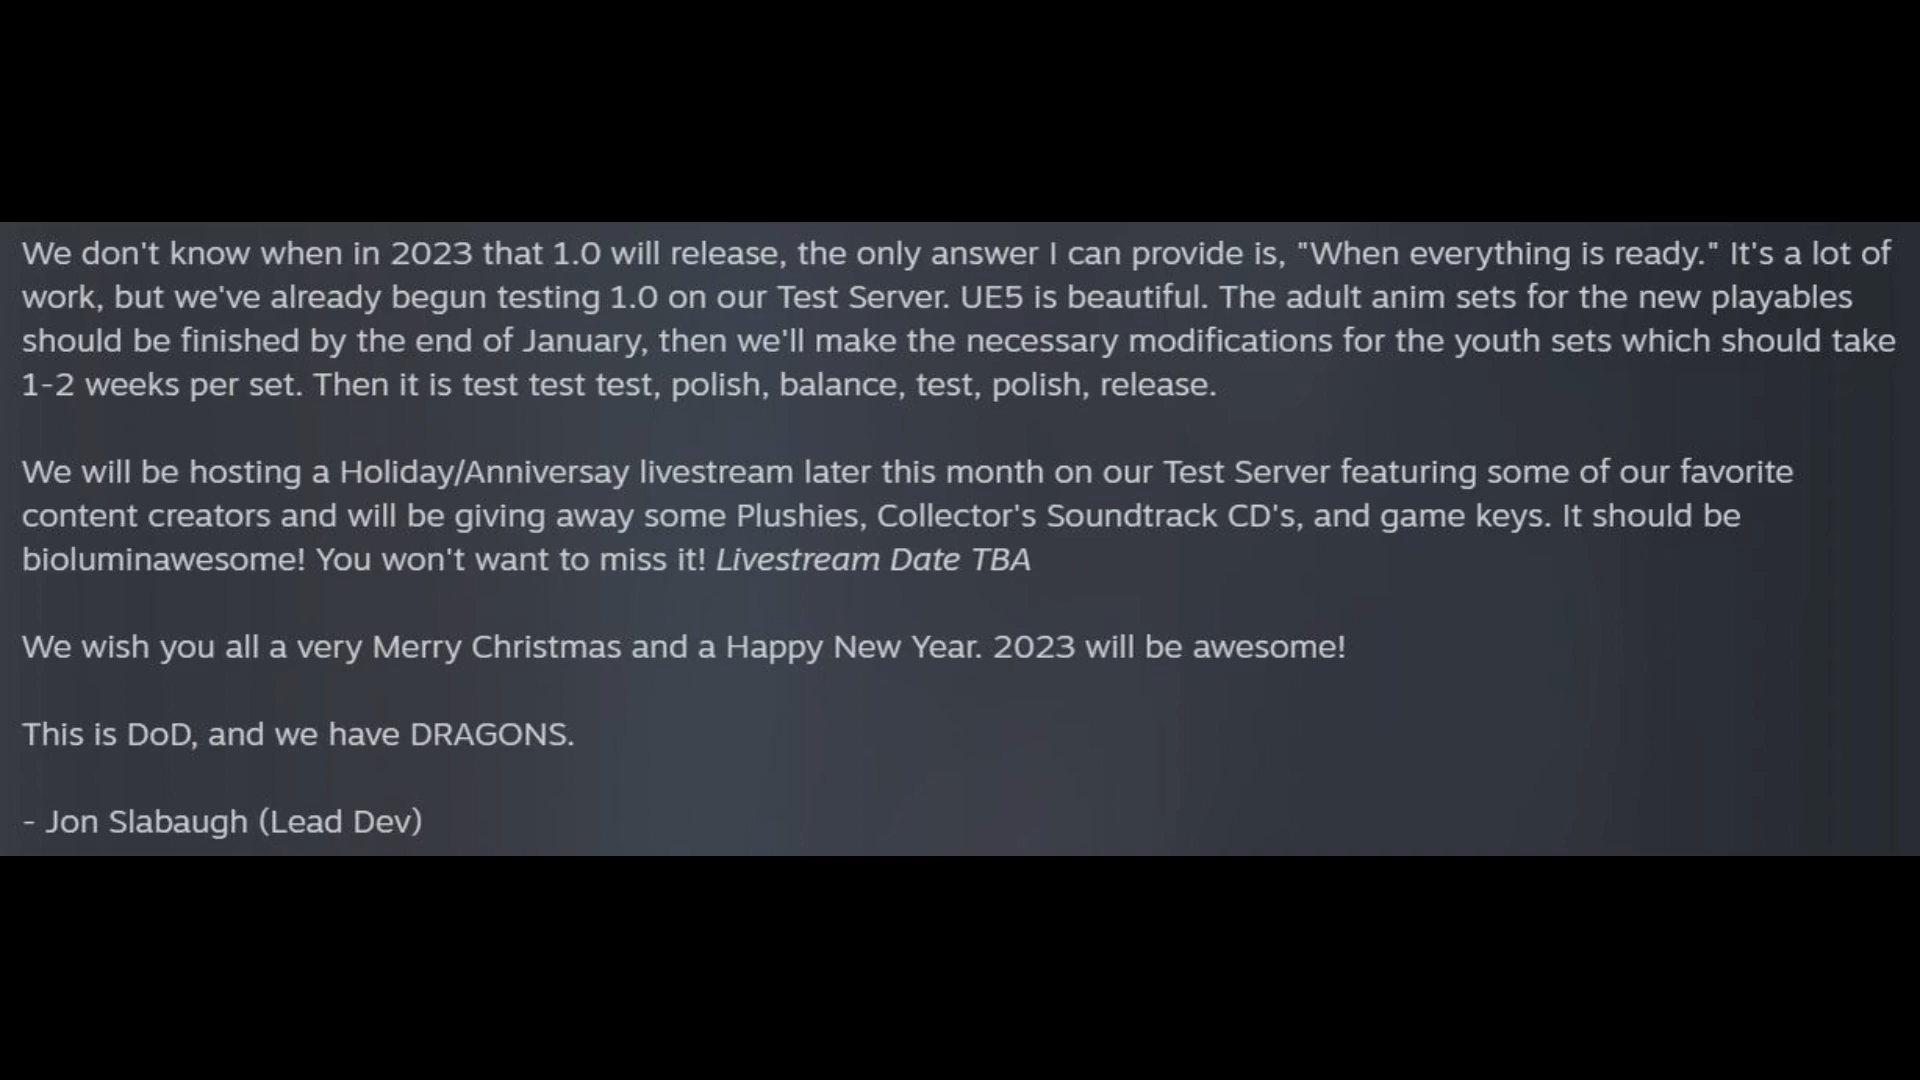 We don't know when in 2023 that 1.0 will release, the only answer I can provide is, "When everything is ready." It's a lot of
work, but we've already begun testing 1.0 on our Test Server. UE5 is beautiful. The adult anim sets for the new playables
should be finished by the end of January, then we'll make the necessary modifications for the youth sets which should take
1-2 weeks per set. Then it is test test test, polish, balance, test, polish, release.
We will be hosting a Holiday/Anniversay livestream later this month on our Test Server featuring some of our favorite
content creators and will be giving away some Plushies, Collector's Soundtrack CD's, and game keys. It should be
bioluminawesome! You won't want to miss it! Livestream Date TBA
We wish you all a very Merry Christmas and a Happy New Year. 2023 will be awesome!
This is DoD, and we have DRAGONS.
- Jon Slabaugh (Lead Dev)